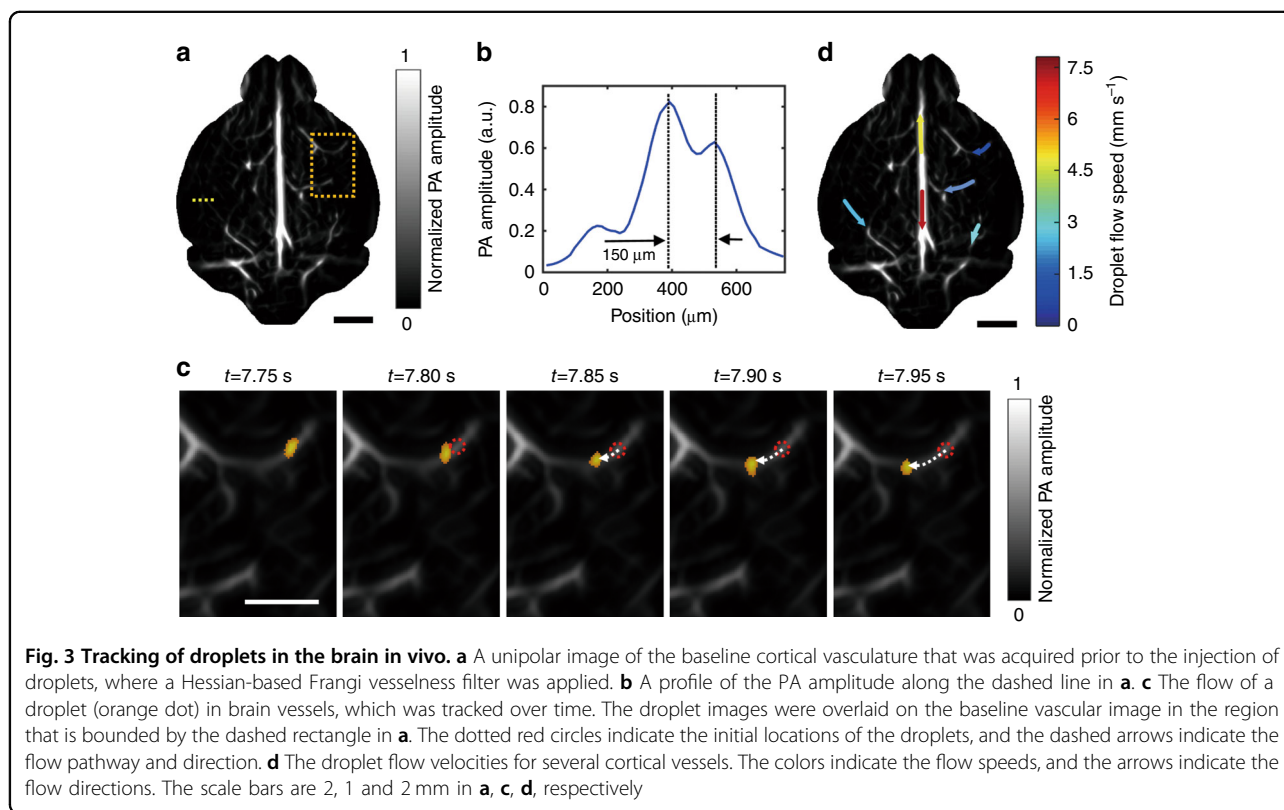 a
1
Normalized PA amplitude
0
b
PA amplitude (a.u.)
0.8
0.6
0.4
0.2
0
150 μm
0 200 400 600
Position (μm)
d
7.5
6
4.5
3
1.5
0
Droplet flow speed (mm s⁻¹)
c
t=7.75 s t=7.80 s t=7.85 s t=7.90 s t=7.95 s
1
Normalized PA amplitude
0
Fig. 3 Tracking of droplets in the brain in vivo. a A unipolar image of the baseline cortical vasculature that was acquired prior to the injection of
droplets, where a Hessian-based Frangi vesselness filter was applied. b A profile of the PA amplitude along the dashed line in a. c The flow of a
droplet (orange dot) in brain vessels, which was tracked over time. The droplet images were overlaid on the baseline vascular image in the region
that is bounded by the dashed rectangle in a. The dotted red circles indicate the initial locations of the droplets, and the dashed arrows indicate the
flow pathway and direction. d The droplet flow velocities for several cortical vessels. The colors indicate the flow speeds, and the arrows indicate the
flow directions. The scale bars are 2, 1 and 2 mm in a, c, d, respectively